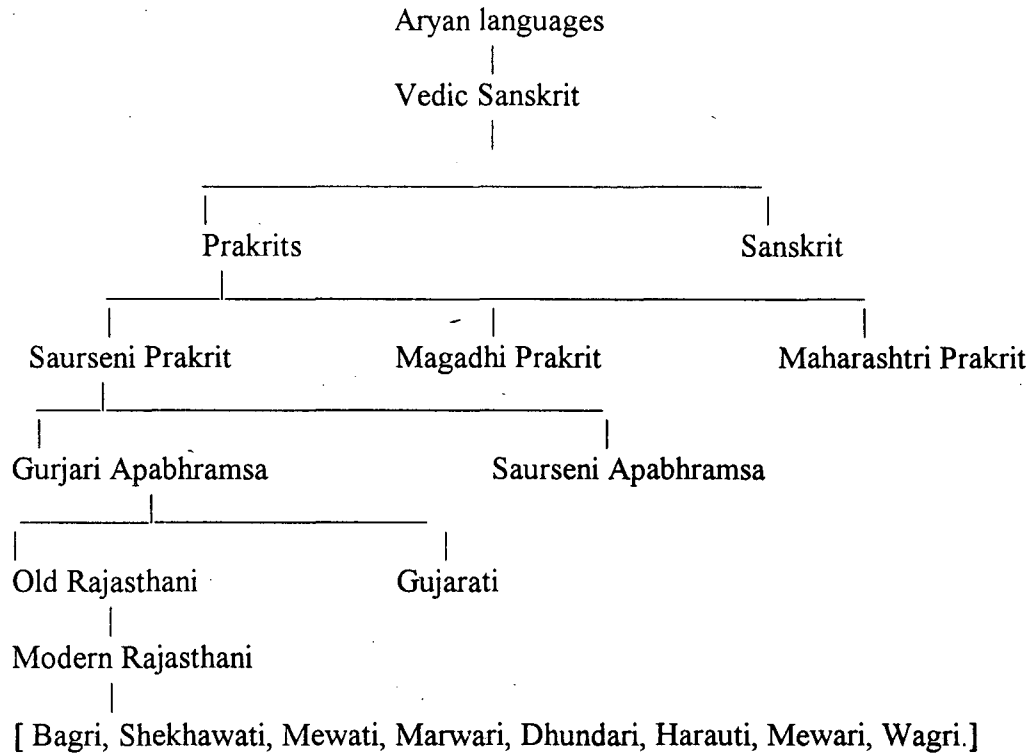 Aryan languages
Vedic Sanskrit
Prakrits Sanskrit
Saurseni Prakrit Magadhi Prakrit Maharashtri Prakrit
Gurjari Apabhramsa Saurseni Apabhramsa
Old Rajasthani Gujarati
Modern Rajasthani
[ Bagri, Shekhawati, Mewati, Marwari, Dhundari, Harauti, Mewari, Wagri.]